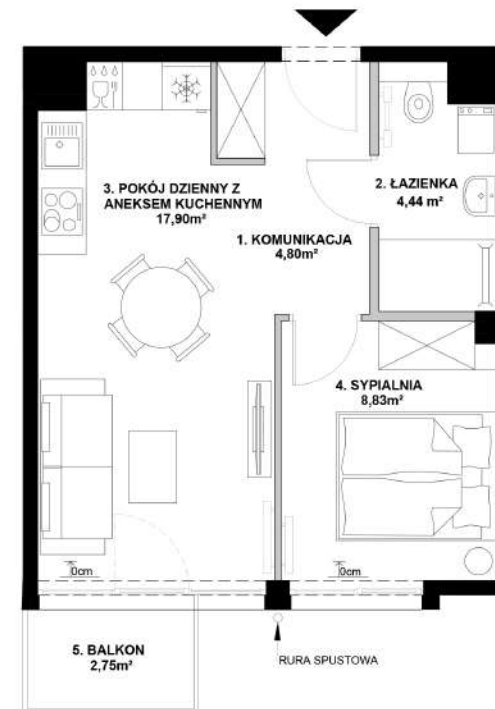 3. POKÓJ DZIENNY Z
ANEKSEM KUCHENNYM
17,90m²
2. ŁAZIENKA
4,44 m²
1. KOMUNIKACJA
4,80m²
4. SYPIALNIA
8,83m²
0cm
0cm
5. BALKON
2,75m²
RURA SPUSTOWA